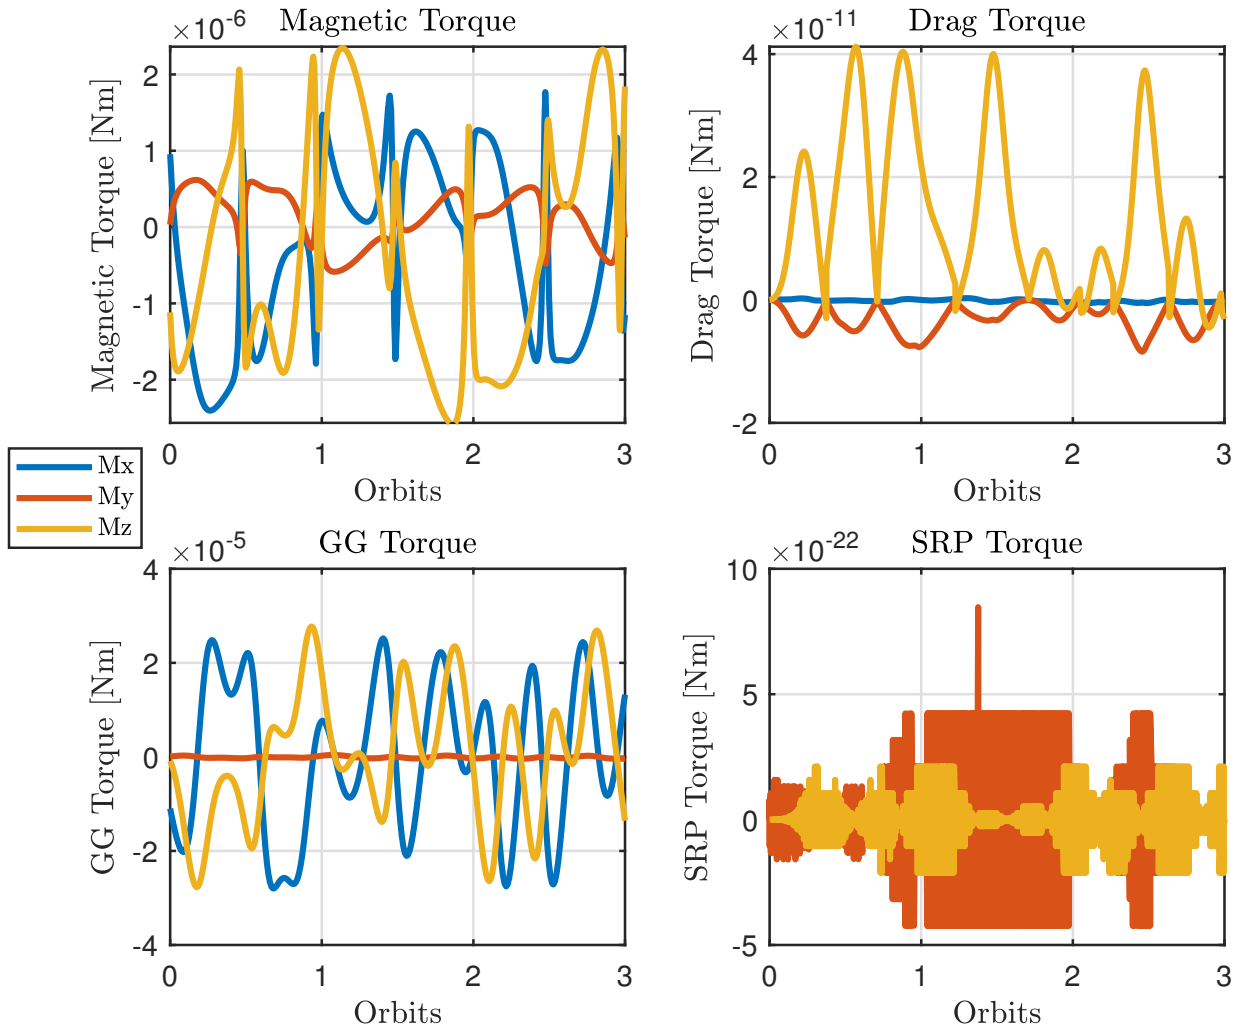 Magnetic Torque
×10-6
Magnetic Torque [Nm]
2
1
0
-1
-2
0 1 2 3
Orbits
Drag Torque
×10-11
Drag Torque [Nm]
4
2
0
-2
0 1 2 3
Orbits
Mx
My
Mz
GG Torque
×10-5
GG Torque [Nm]
4
2
0
-2
-4
0 1 2 3
Orbits
SRP Torque
×10-22
SRP Torque [Nm]
10
5
0
-5
0 1 2 3
Orbits